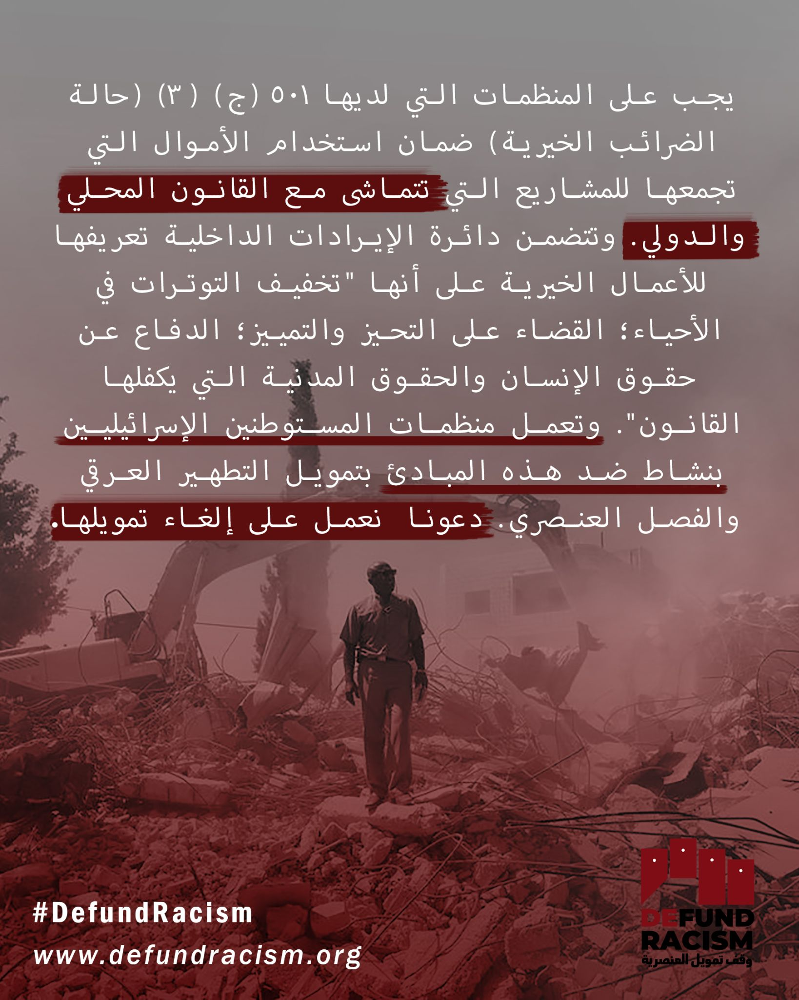 يجب على المنظمات التي لديها ٥٠١ (ج) (٣) (حالة
الضرائب الخيرية) ضمان استخدام الأموال التي
تجمعها للمشاريع التي تتماشى مع القانون المحلي
والدولي. وتتضمن دائرة الإيرادات الداخلية تعريفها
للأعمال الخيرية على أنها "تخفيف التوترات في
الأحياء؛ القضاء على التحيز والتمييز؛ الدفاع عن
حقوق الإنسان والحقوق المدنية التي يكفلها
القانون". وتعمل منظمات المستوطنين الإسرائيليين
بنشاط ضد هذه المبادئ بتمويل التطهير العرقي
والفصل العنصري. دعونا نعمل على إلغاء تمويلها.
#DefundRacism
www.defundracism.org
DEFUND
RACISM
وقف تمويل العنصرية